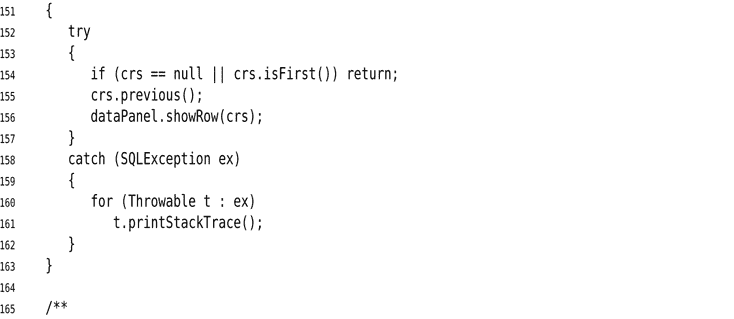 151 {
152 try
153 {
154 if (crs == null || crs.isFirst()) return;
155 crs.previous();
156 dataPanel.showRow(crs);
157 }
158 catch (SQLException ex)
159 {
160 for (Throwable t : ex)
161 t.printStackTrace();
162 }
163 }
164
165 /**